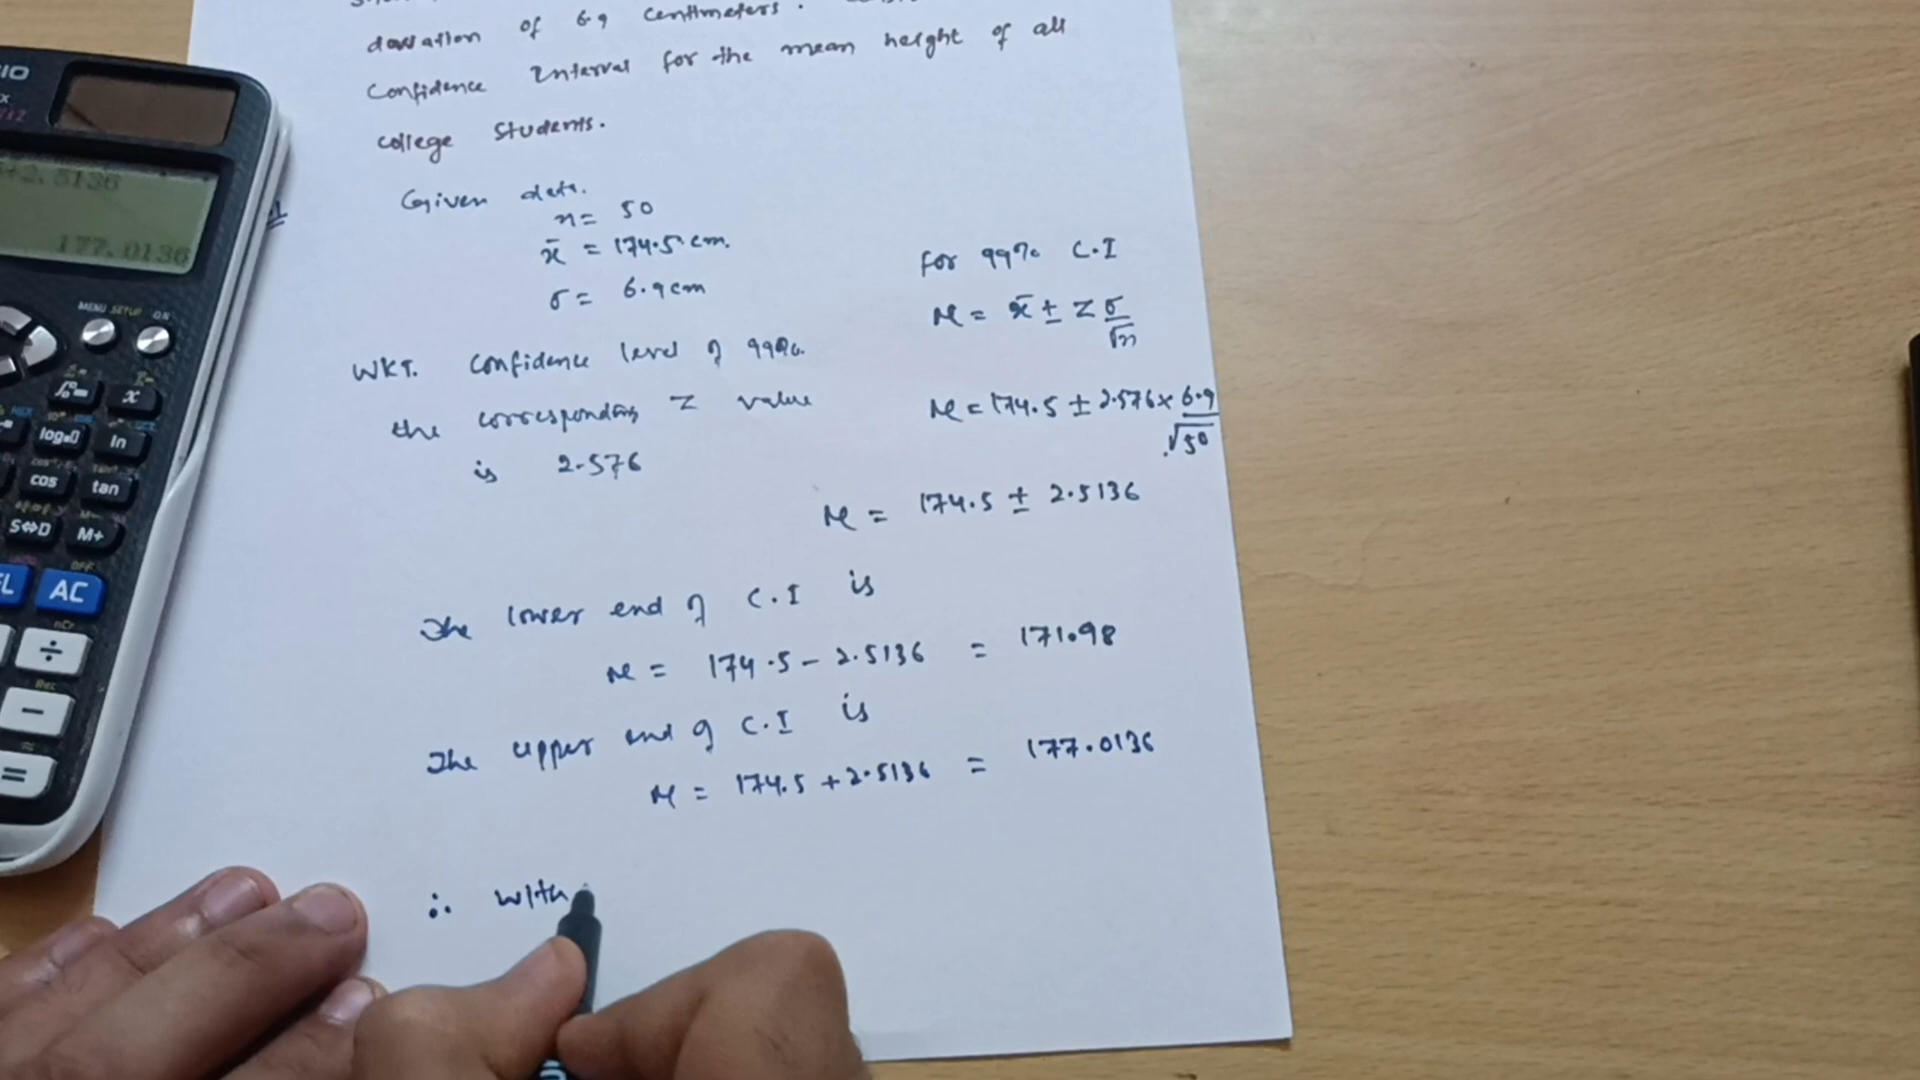 deviation of 6.9 centimeters.
Confidence Interval for the mean height of all
college Students.
Given data.
n = 50
x̄ = 174.5 cm.
σ = 6.9 cm
WKT. confidence level of 99%.
the corresponding Z value
is 2.576
For 99% C.I
M = x̄ ± Z σ/√n
M = 174.5 ± 2.576 × 6.9/√50
M = 174.5 ± 2.5136
The lower end of C.I is
M = 174.5 - 2.5136 = 171.98
The upper end of C.I is
M = 174.5 + 2.5136 = 177.0136
∴ with
+2.5136
177.0136
MENU SETUP ON
x
log ln
cos tan
S⇔D M+
OFF
AC
nCr
÷
Rec
−
=